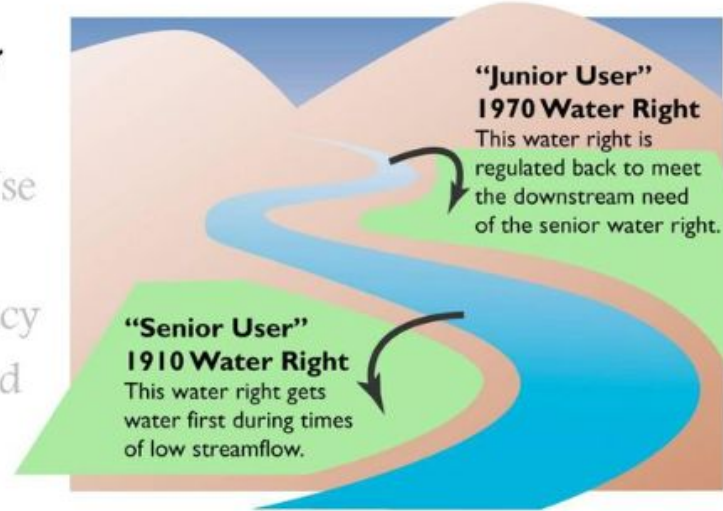 “Junior User”
1970 Water Right
This water right is
regulated back to meet
the downstream need
of the senior water right.
cy
d
“Senior User”
1910 Water Right
This water right gets
water first during times
of low streamflow.